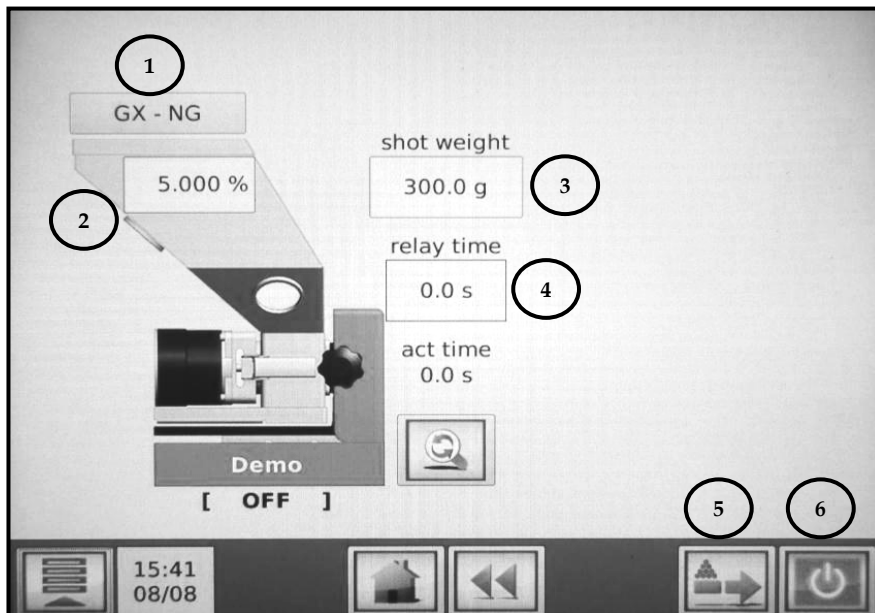 1
GX - NG
shot weight
5.000 %
300.0 g
3
2
relay time
0.0 s
4
act time
0.0 s
Demo
[ OFF ]
5
6
15:41
08/08